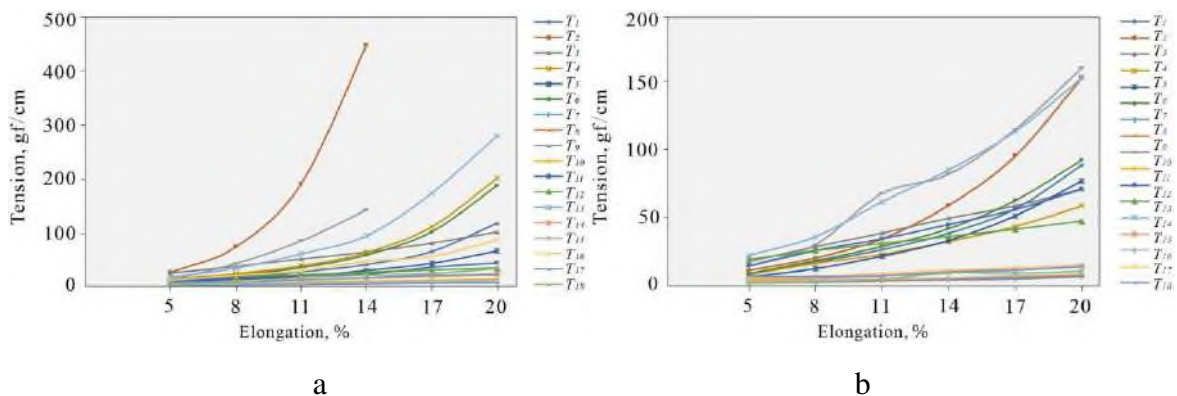 500
400
300
200
100
0
Tension, gf/cm
5 8 11 14 17 20
Elongation, %
T1
T2
T3
T4
T5
T6
T7
T8
T9
T10
T11
T12
T13
T14
T15
T16
T17
T18
a
200
150
100
50
0
Tension, gf/cm
5 8 11 14 17 20
Elongation, %
T1
T2
T3
T4
T5
T6
T7
T8
T10
T11
T12
T13
T14
T15
T16
T17
T18
b